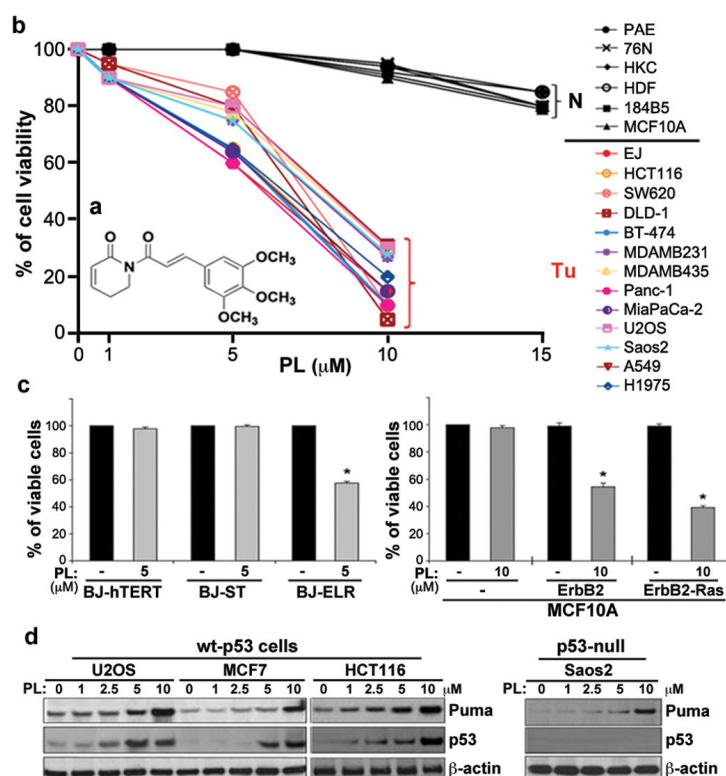 b
% of cell viability
100
80
60
40
20
0
0 1 5 10 15
PL (μM)
N
Tu
PAE
76N
HKC
HDF
184B5
MCF10A
EJ
HCT116
SW620
DLD-1
BT-474
MDAMB231
MDAMB435
Panc-1
MiaPaCa-2
U2OS
Saos2
A549
H1975
a
O O
N
OCH3
OCH3
OCH3
c
% of viable cells
100
80
60
40
20
0
*
PL: - 5 - 5 - 5
(μM)
BJ-hTERT BJ-ST BJ-ELR
% of viable cells
100
80
60
40
20
0
* *
PL: - 10 - 10 - 10
(μM)
- ErbB2 ErbB2-Ras
MCF10A
d
wt-p53 cells p53-null
U2OS MCF7 HCT116 Saos2
PL: 0 1 2.5 5 10 0 1 2.5 5 10 0 1 2.5 5 10 μM PL: 0 1 2.5 5 10 μM
Puma Puma
p53 p53
β-actin β-actin